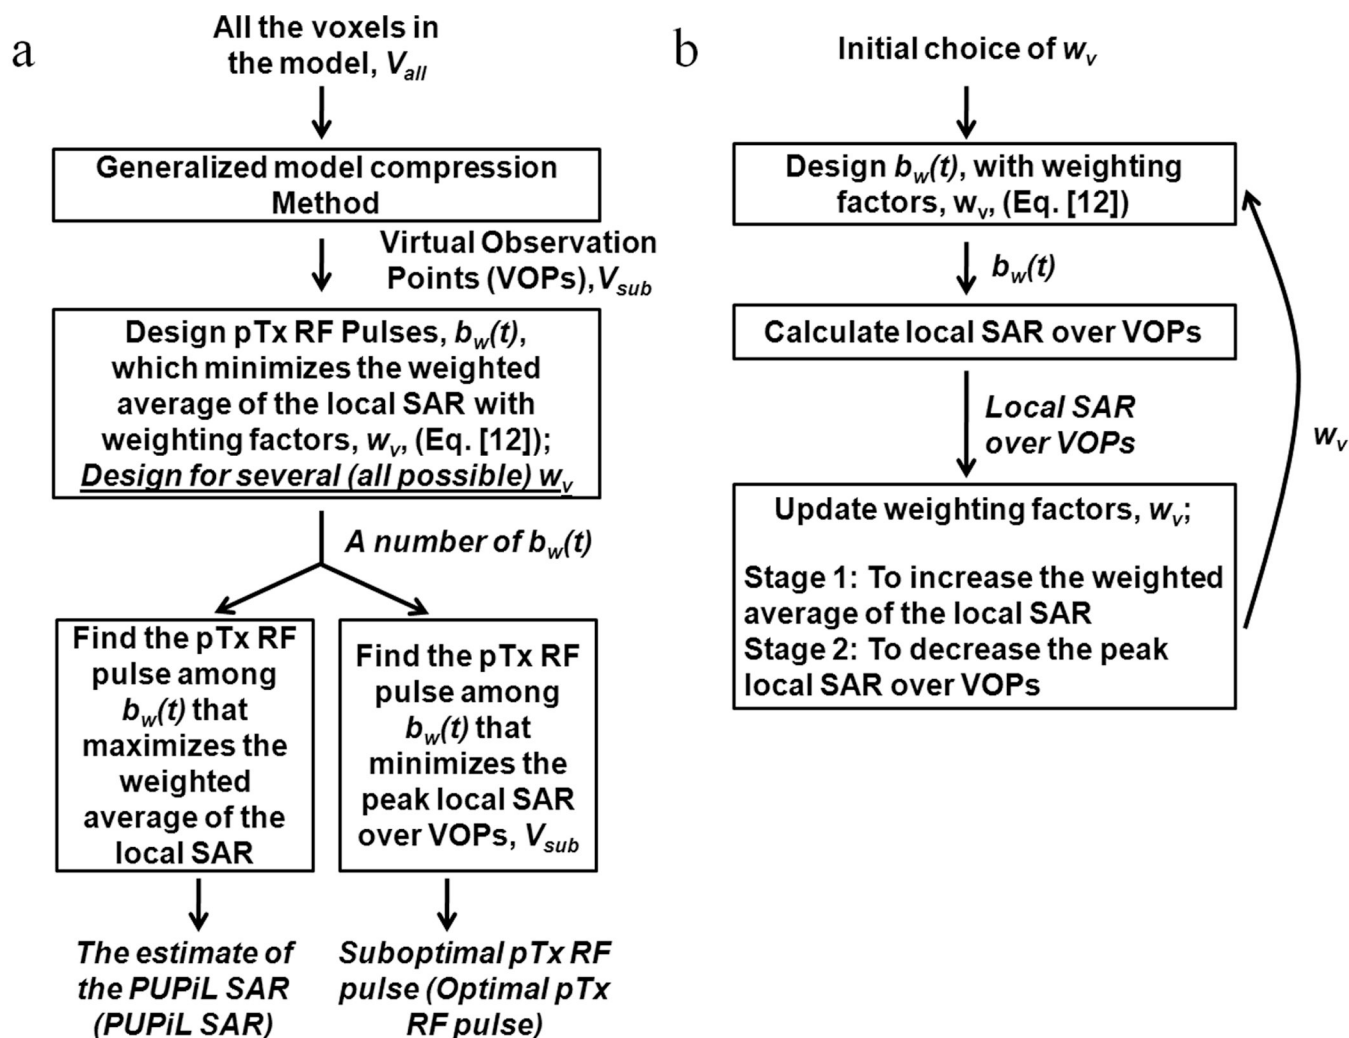 a
All the voxels in
the model, V_all
Generalized model compression
Method
Virtual Observation
Points (VOPs), V_sub
Design pTx RF Pulses, b_w(t),
which minimizes the weighted
average of the local SAR with
weighting factors, w_v, (Eq. [12]);
Design for several (all possible) w_v
A number of b_w(t)
Find the pTx RF
pulse among
b_w(t) that
maximizes the
weighted
average of the
local SAR
The estimate of
the PUPiL SAR
(PUPiL SAR)
Find the pTx RF
pulse among
b_w(t) that
minimizes the
peak local SAR
over VOPs, V_sub
Suboptimal pTx RF
pulse (Optimal pTx
RF pulse)
b
Initial choice of w_v
Design b_w(t), with weighting
factors, w_v, (Eq. [12])
b_w(t)
Calculate local SAR over VOPs
Local SAR
over VOPs
Update weighting factors, w_v;
Stage 1: To increase the weighted
average of the local SAR
Stage 2: To decrease the peak
local SAR over VOPs
w_v